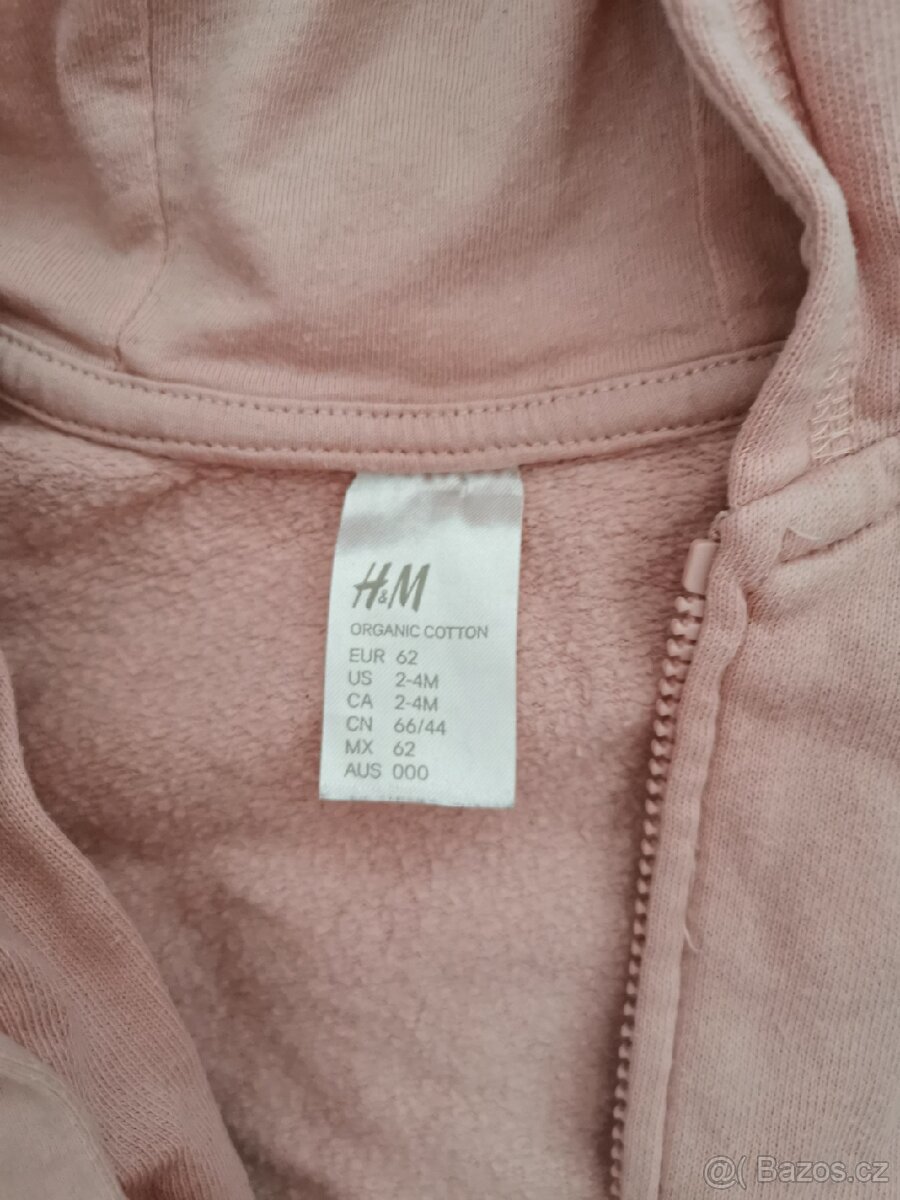 H&M
ORGANIC COTTON
EUR 62
US 2-4M
CA 2-4M
CN 66/44
MX 62
AUS 000
@( Bazos.cz